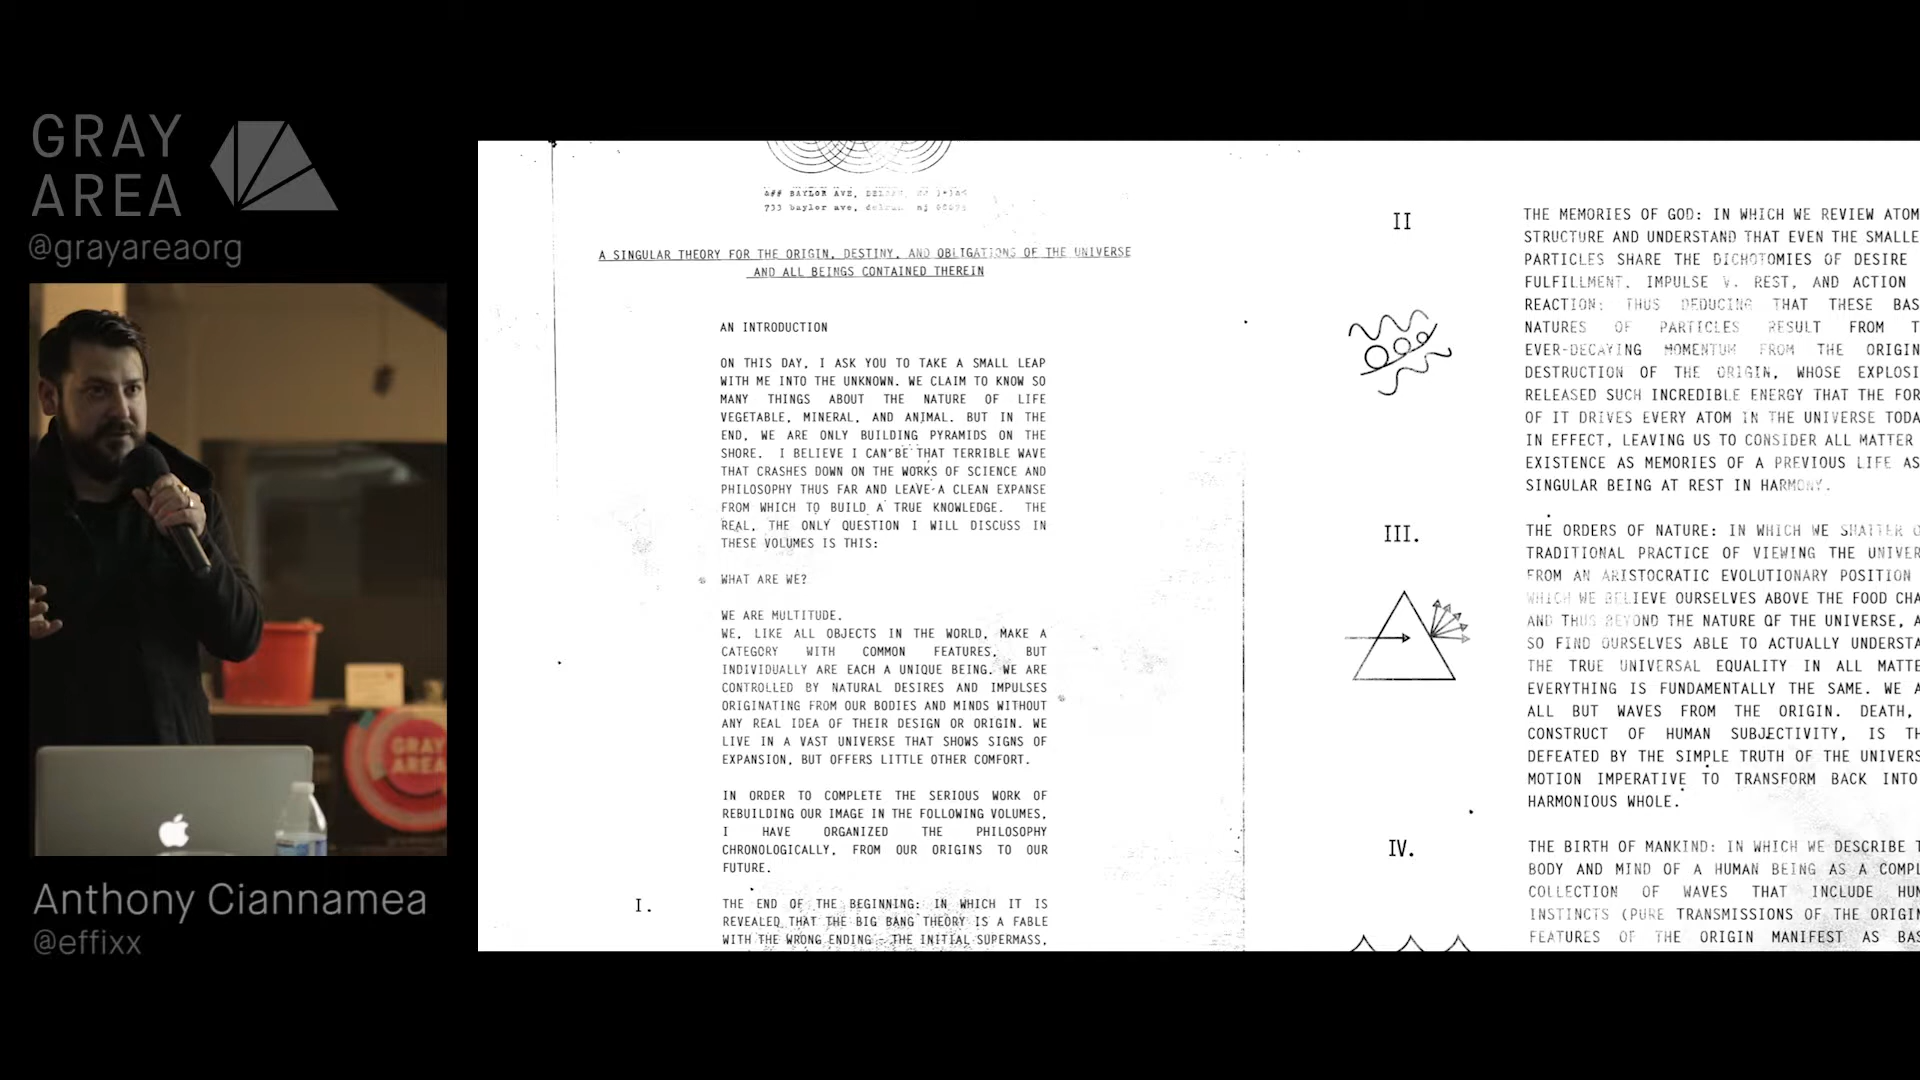 GRAY
AREA
@grayareaorg
GRAY
AREA
Anthony Ciannamea
@effixx
BAYLOR AVE,
733 baylor ave, nj
A SINGULAR THEORY FOR THE ORIGIN, DESTINY, AND OBLIGATIONS OF THE UNIVERSE
AND ALL BEINGS CONTAINED THEREIN
AN INTRODUCTION
ON THIS DAY, I ASK YOU TO TAKE A SMALL LEAP
WITH ME INTO THE UNKNOWN. WE CLAIM TO KNOW SO
MANY THINGS ABOUT THE NATURE OF LIFE
VEGETABLE, MINERAL, AND ANIMAL. BUT IN THE
END, WE ARE ONLY BUILDING PYRAMIDS ON THE
SHORE. I BELIEVE I CAN BE THAT TERRIBLE WAVE
THAT CRASHES DOWN ON THE WORKS OF SCIENCE AND
PHILOSOPHY THUS FAR AND LEAVE A CLEAN EXPANSE
FROM WHICH TO BUILD A TRUE KNOWLEDGE. THE
REAL, THE ONLY QUESTION I WILL DISCUSS IN
THESE VOLUMES IS THIS:
WHAT ARE WE?
WE ARE MULTITUDE.
WE, LIKE ALL OBJECTS IN THE WORLD, MAKE A
CATEGORY WITH COMMON FEATURES, BUT
INDIVIDUALLY ARE EACH A UNIQUE BEING. WE ARE
CONTROLLED BY NATURAL DESIRES AND IMPULSES
ORIGINATING FROM OUR BODIES AND MINDS WITHOUT
ANY REAL IDEA OF THEIR DESIGN OR ORIGIN. WE
LIVE IN A VAST UNIVERSE THAT SHOWS SIGNS OF
EXPANSION, BUT OFFERS LITTLE OTHER COMFORT.
IN ORDER TO COMPLETE THE SERIOUS WORK OF
REBUILDING OUR IMAGE IN THE FOLLOWING VOLUMES,
I HAVE ORGANIZED THE PHILOSOPHY
CHRONOLOGICALLY, FROM OUR ORIGINS TO OUR
FUTURE.
I. THE END OF THE BEGINNING: IN WHICH IT IS
REVEALED THAT THE BIG BANG THEORY IS A FABLE
WITH THE WRONG ENDING - THE INITIAL SUPERMASS,
II THE MEMORIES OF GOD: IN WHICH WE REVIEW ATOM
STRUCTURE AND UNDERSTAND THAT EVEN THE SMALLE
PARTICLES SHARE THE DICHOTOMIES OF DESIRE
FULFILLMENT, IMPULSE V. REST, AND ACTION
REACTION: THUS DEDUCING THAT THESE BAS
NATURES OF PARTICLES RESULT FROM T
EVER-DECAYING MOMENTUM FROM THE ORIGIN
DESTRUCTION OF THE ORIGIN, WHOSE EXPLOSI
RELEASED SUCH INCREDIBLE ENERGY THAT THE FOR
OF IT DRIVES EVERY ATOM IN THE UNIVERSE TODA
IN EFFECT, LEAVING US TO CONSIDER ALL MATTER
EXISTENCE AS MEMORIES OF A PREVIOUS LIFE AS
SINGULAR BEING AT REST IN HARMONY.
III. THE ORDERS OF NATURE: IN WHICH WE SHATTER O
TRADITIONAL PRACTICE OF VIEWING THE UNIVER
FROM AN ARISTOCRATIC EVOLUTIONARY POSITION
WHICH WE BELIEVE OURSELVES ABOVE THE FOOD CHA
AND THUS BEYOND THE NATURE OF THE UNIVERSE, A
SO FIND OURSELVES ABLE TO ACTUALLY UNDERSTA
THE TRUE UNIVERSAL EQUALITY IN ALL MATTE
EVERYTHING IS FUNDAMENTALLY THE SAME. WE A
ALL BUT WAVES FROM THE ORIGIN. DEATH,
CONSTRUCT OF HUMAN SUBJECTIVITY, IS TH
DEFEATED BY THE SIMPLE TRUTH OF THE UNIVERS
MOTION IMPERATIVE TO TRANSFORM BACK INTO
HARMONIOUS WHOLE.
IV. THE BIRTH OF MANKIND: IN WHICH WE DESCRIBE T
BODY AND MIND OF A HUMAN BEING AS A COMPL
COLLECTION OF WAVES THAT INCLUDE HUM
INSTINCTS (PURE TRANSMISSIONS OF THE ORIGIN
FEATURES OF THE ORIGIN MANIFEST AS BAS